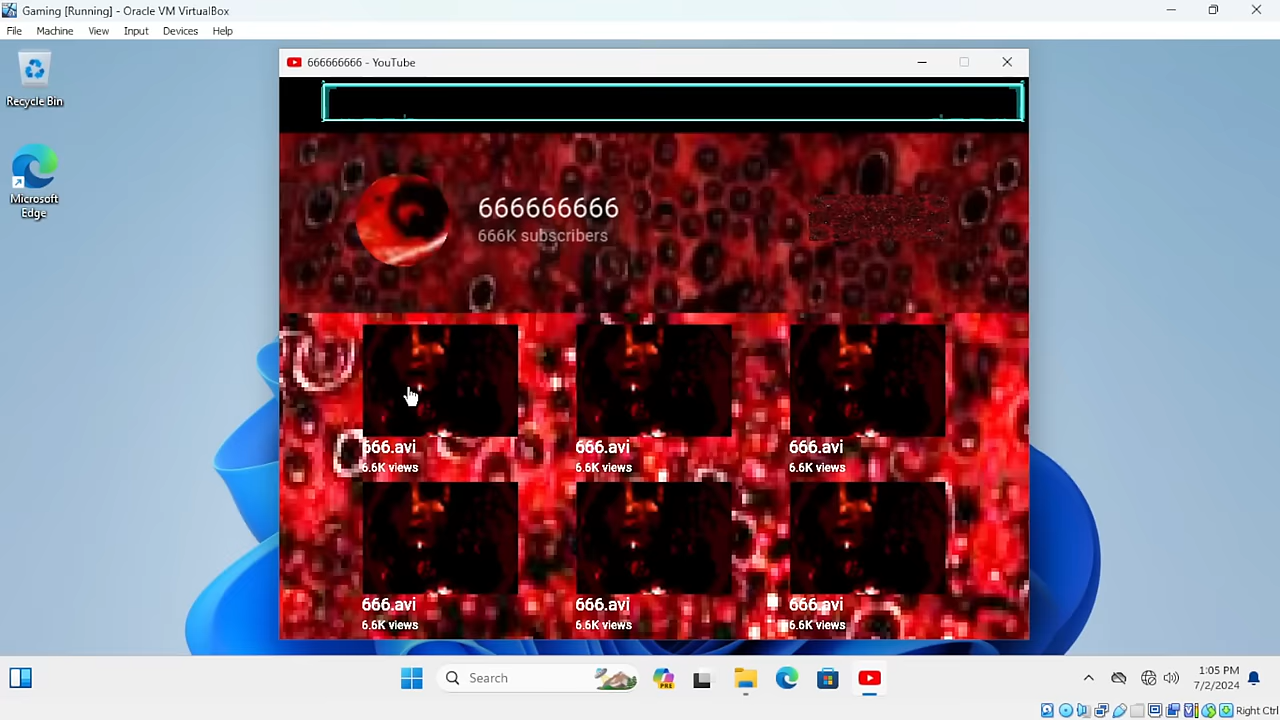 Gaming [Running] - Oracle VM VirtualBox
File Machine View Input Devices Help
Recycle Bin
Microsoft
Edge
666666666 - YouTube
666666666
666K subscribers
666.avi
6.6K views
666.avi
6.6K views
666.avi
6.6K views
666.avi
6.6K views
666.avi
6.6K views
666.avi
6.6K views
Search
PRE
1:05 PM
7/2/2024
Right Ctrl